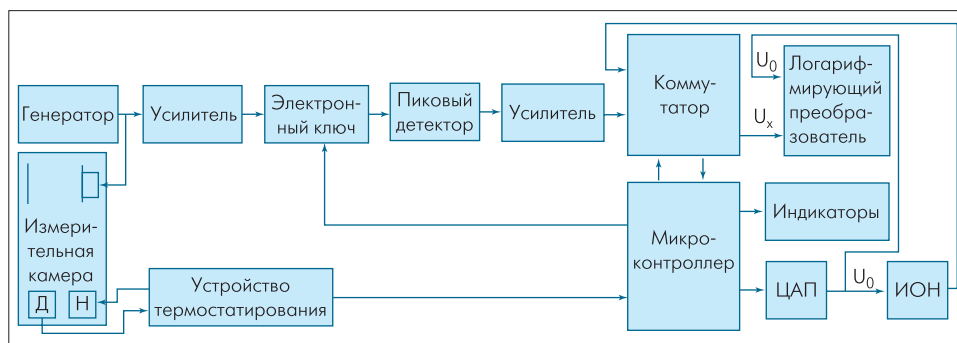 Генератор
Усилитель
Электрон-
ный ключ
Пиковый
детектор
Усилитель
Комму-
татор
U₀
Uₓ
Логариф-
мирующий
преобра-
зователь
Измери-
тельная
камера
Д
Н
Устройство
термостатирования
Микро-
контроллер
Индикаторы
ЦАП
U₀
ИОН